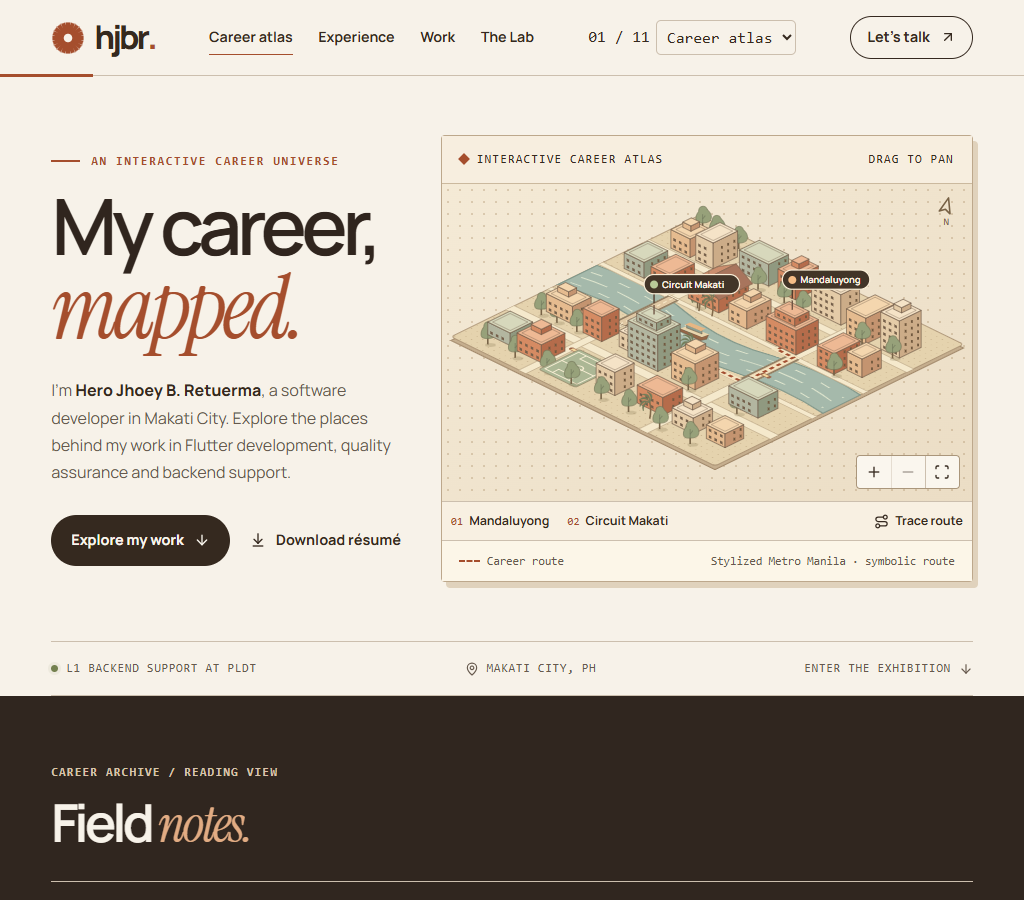 hjbr.
Career atlas Experience Work The Lab 01 / 11 Career atlas Let's talk
AN INTERACTIVE CAREER UNIVERSE
My career,
mapped.
I'm Hero Jhoey B. Retuerma, a software
developer in Makati City. Explore the places
behind my work in Flutter development, quality
assurance and backend support.
Explore my work Download résumé
INTERACTIVE CAREER ATLAS DRAG TO PAN
N
Circuit Makati
Mandaluyong
01 Mandaluyong 02 Circuit Makati Trace route
Career route Stylized Metro Manila · symbolic route
L1 BACKEND SUPPORT AT PLDT MAKATI CITY, PH ENTER THE EXHIBITION
CAREER ARCHIVE / READING VIEW
Field notes.